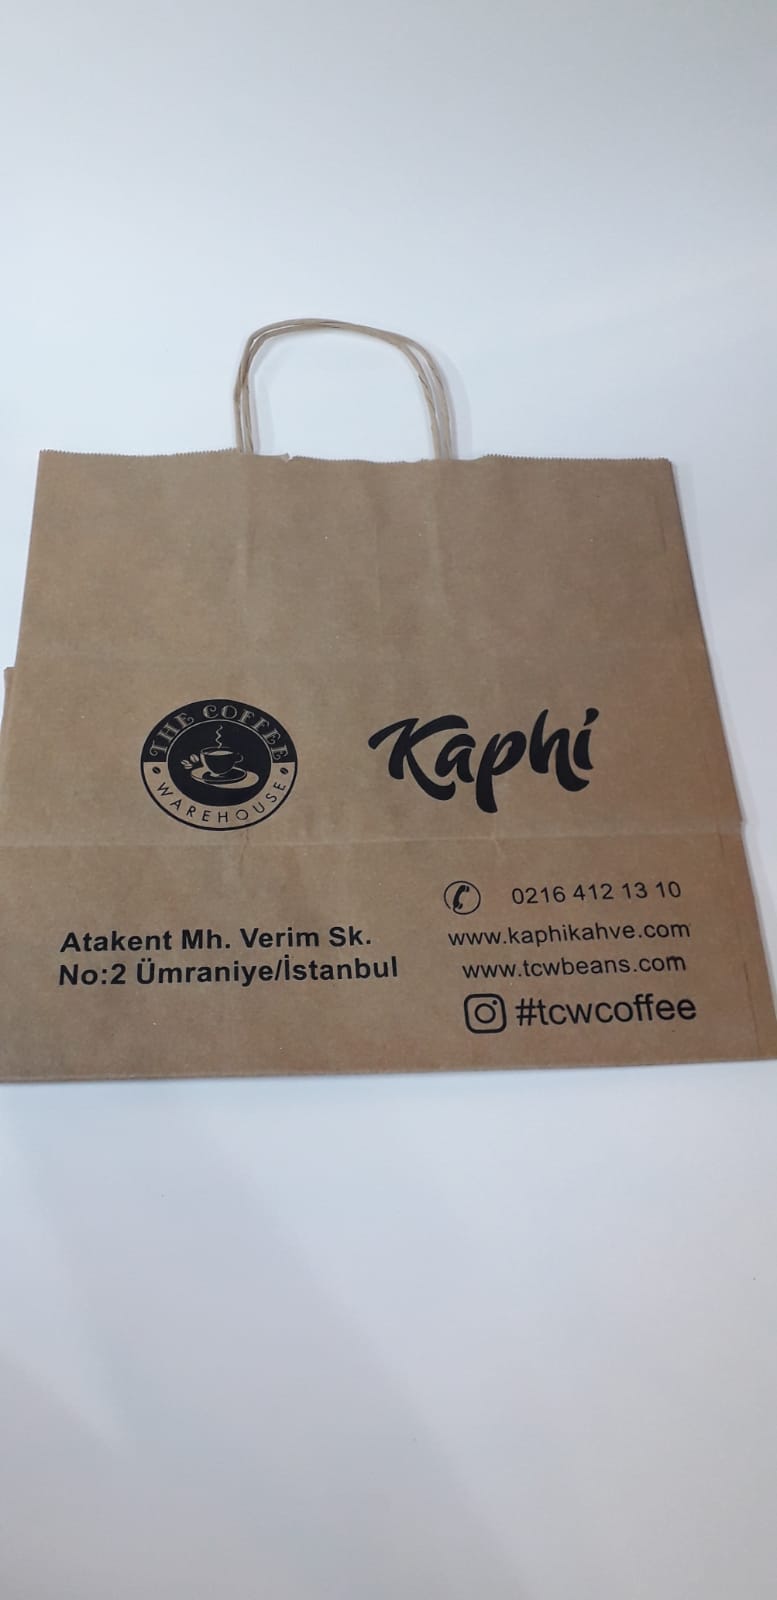 THE COFFEE
WAREHOUSE
Kaphi
Atakent Mh. Verim Sk.
No:2 Ümraniye/İstanbul
0216 412 13 10
www.kaphikahve.com
www.tcwbeans.com
#tcwcoffee